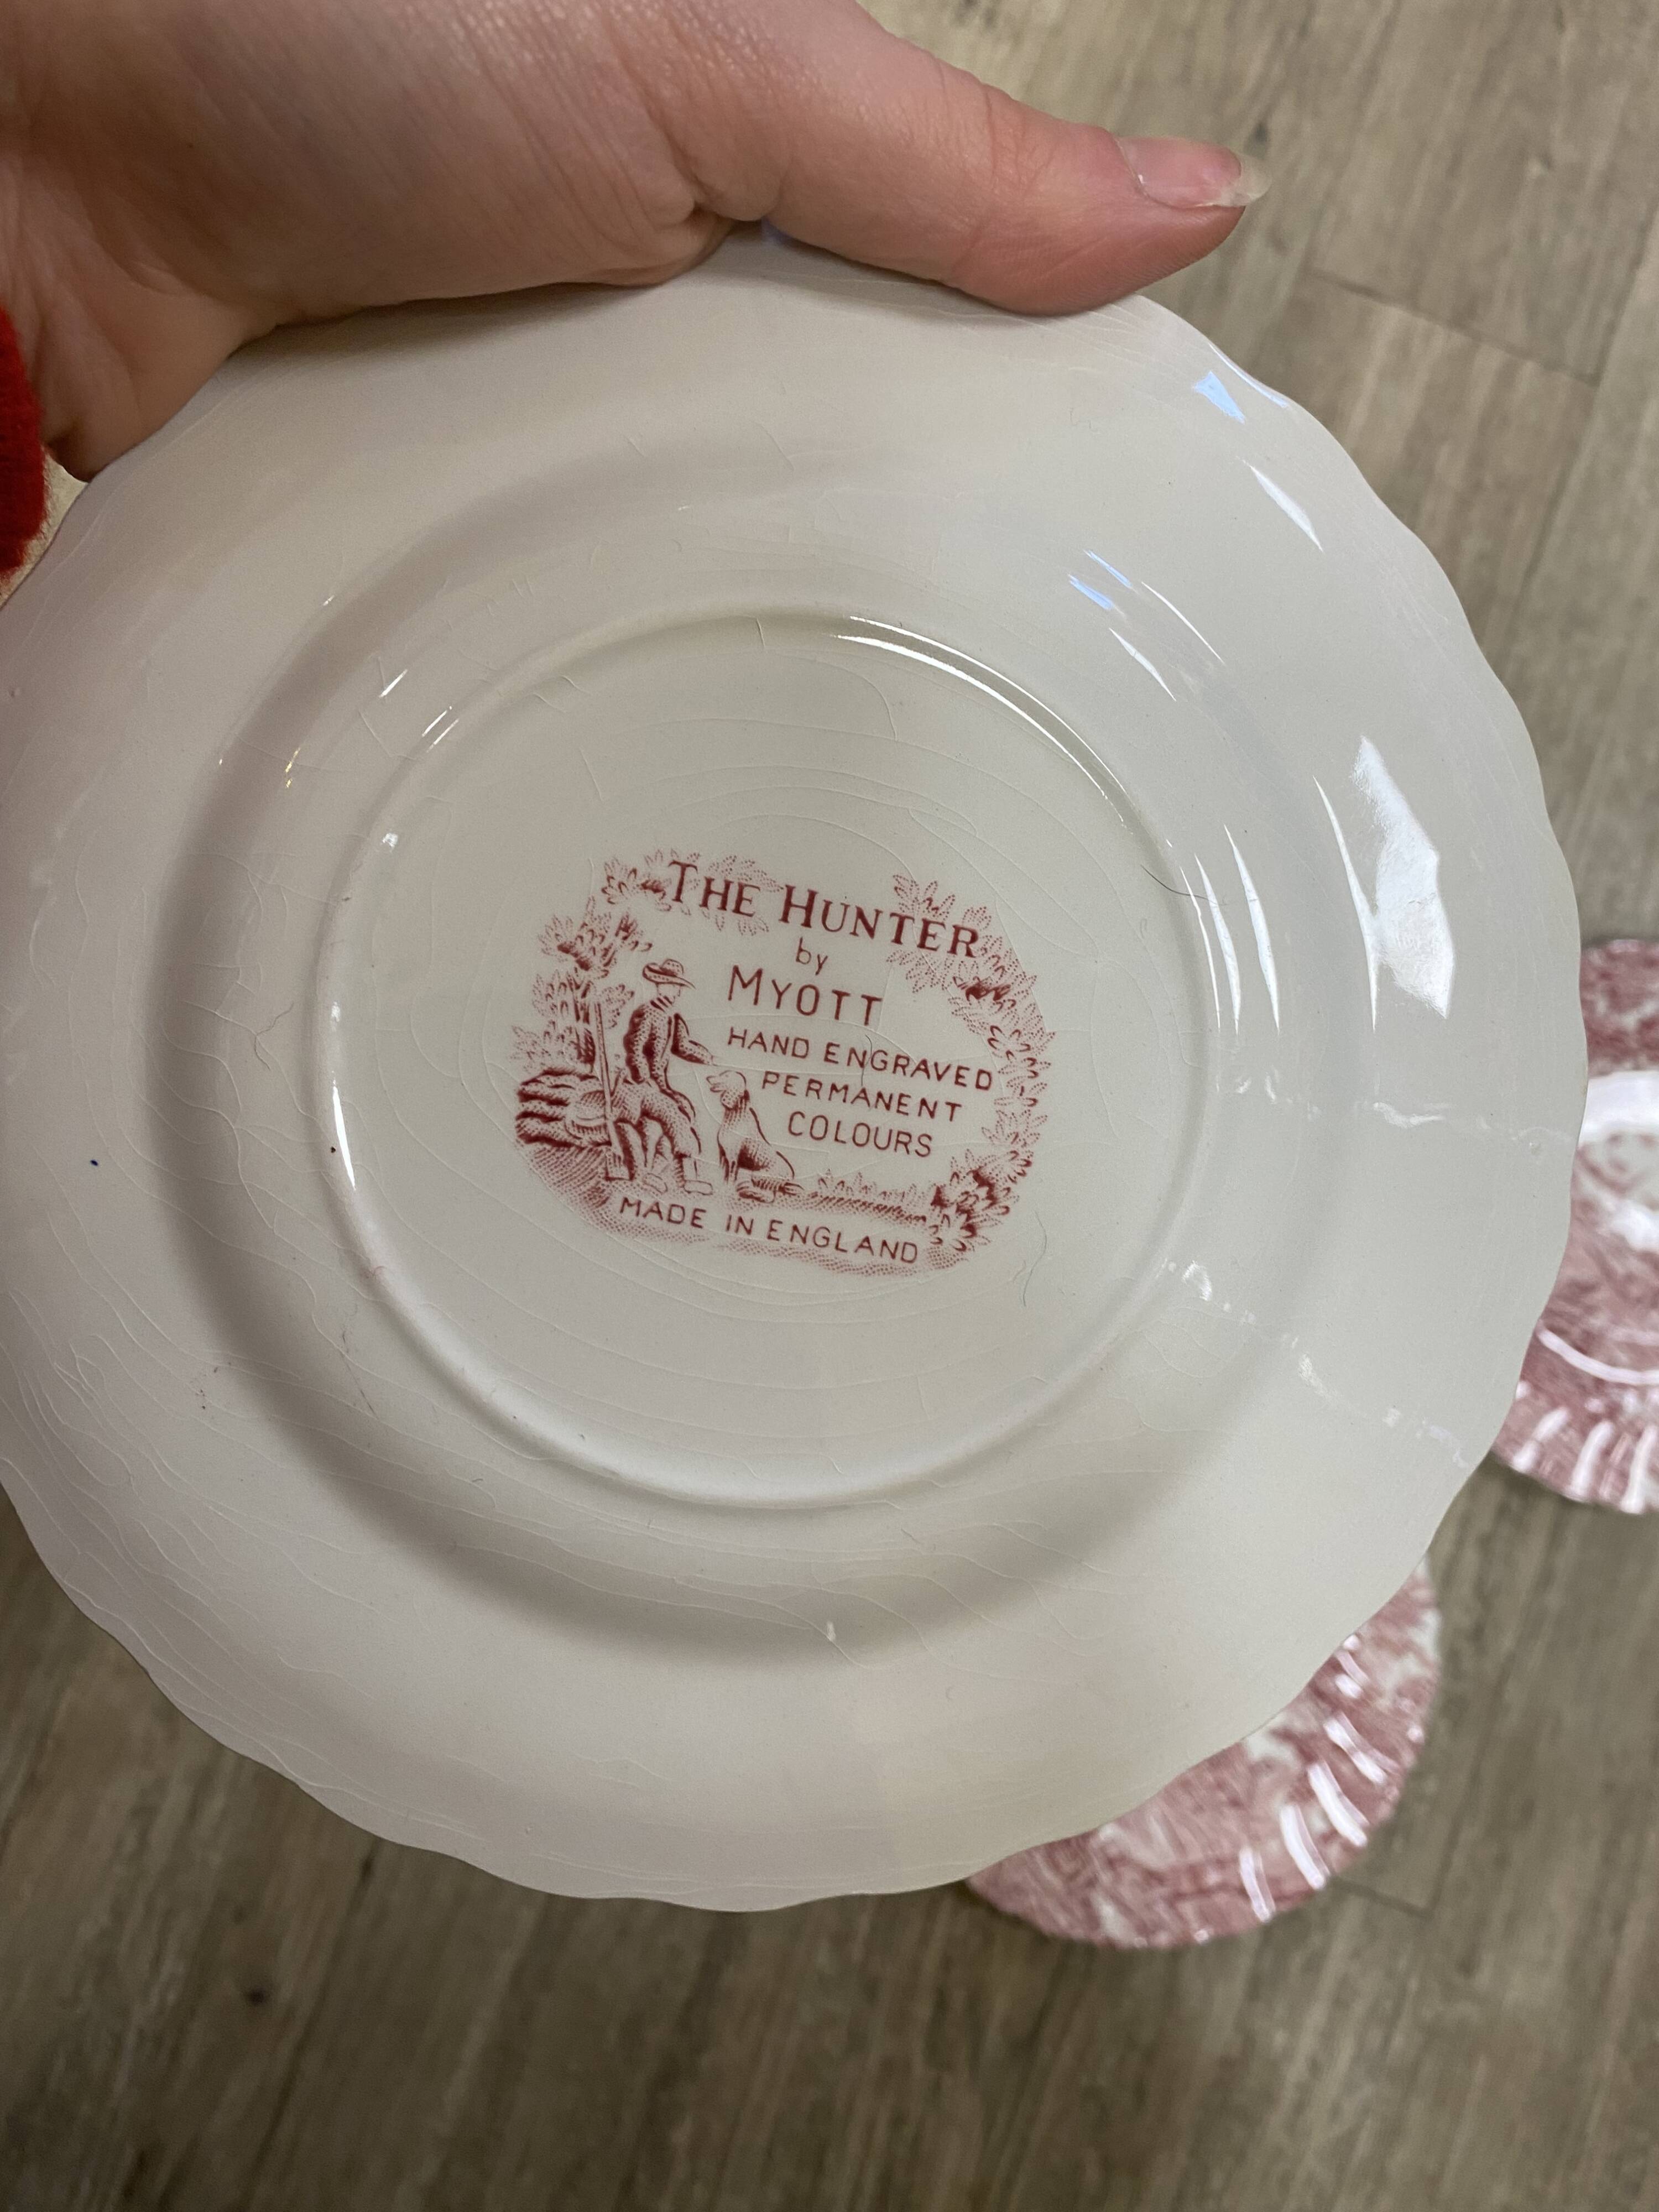 THE HUNTER
by
MYOTT
HAND ENGRAVED
PERMANENT
COLOURS
MADE IN ENGLAND